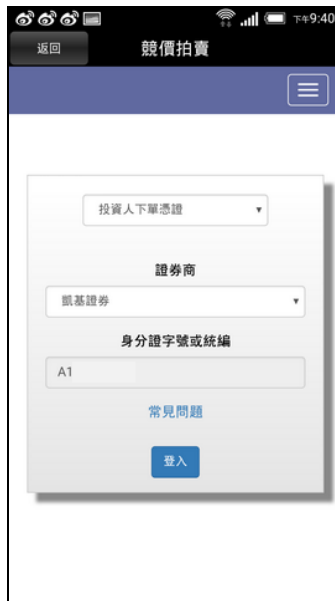 下午9:40
返回
競價拍賣
投資人下單憑證
證券商
凱基證券
身分證字號或統編
A1
常見問題
登入